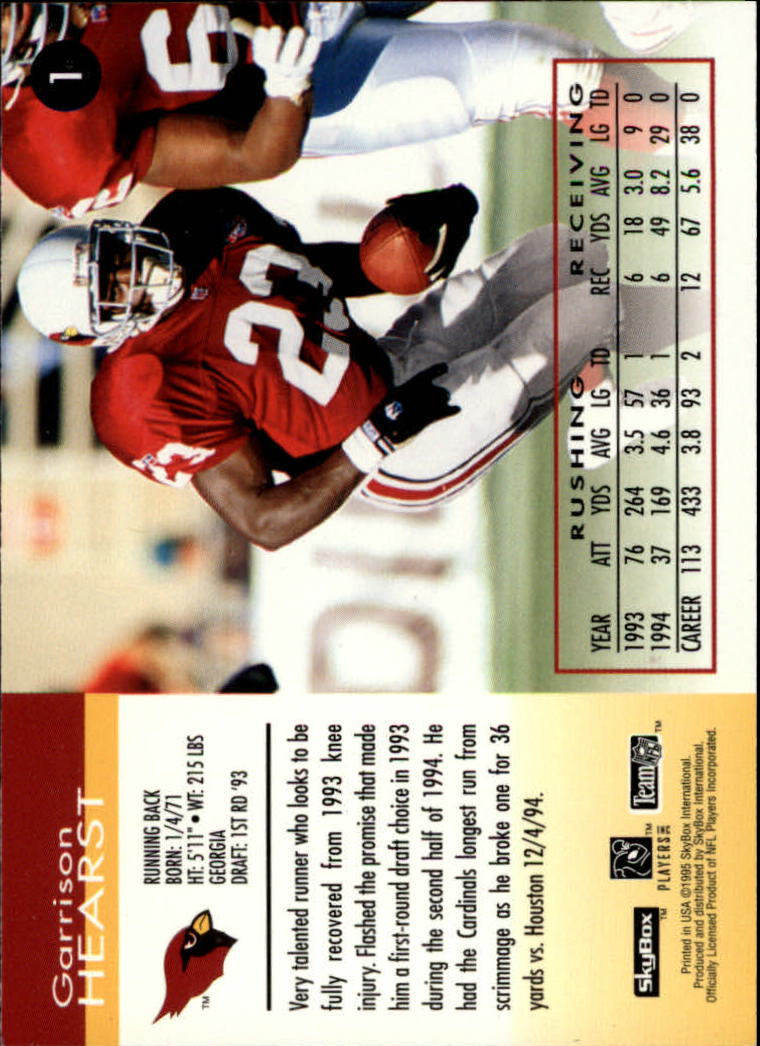 Garrison
HEARST
RUNNING BACK
BORN: 1/4/71
HT: 5'11" • WT: 215 LBS
GEORGIA
DRAFT: 1ST RD '93
TM
Very talented runner who looks to be
fully recovered from 1993 knee
injury. Flashed the promise that made
him a first-round draft choice in 1993
during the second half of 1994. He
had the Cardinals longest run from
scrimmage as he broke one for 36
yards vs. Houston 12/4/94.
SkyBox TM PLAYERS INC TM Team NFL TM
Printed in USA ©1995 SkyBox International.
Produced and distributed by SkyBox International.
Officially Licensed Product of NFL Players Incorporated.
1
23
23
RUSHING RECEIVING
YEAR ATT YDS AVG LG TD REC YDS AVG LG TD
1993 76 264 3.5 57 1 6 18 3.0 9 0
1994 37 169 4.6 36 1 6 49 8.2 29 0
CAREER 113 433 3.8 93 2 12 67 5.6 38 0